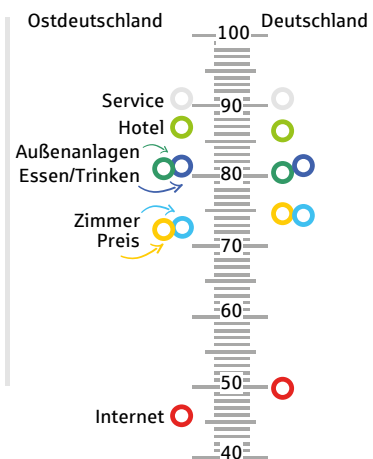 Ostdeutschland
Deutschland
100
Service
90
Hotel
Außenanlagen
Essen/Trinken
80
Zimmer
Preis
70
60
50
Internet
40